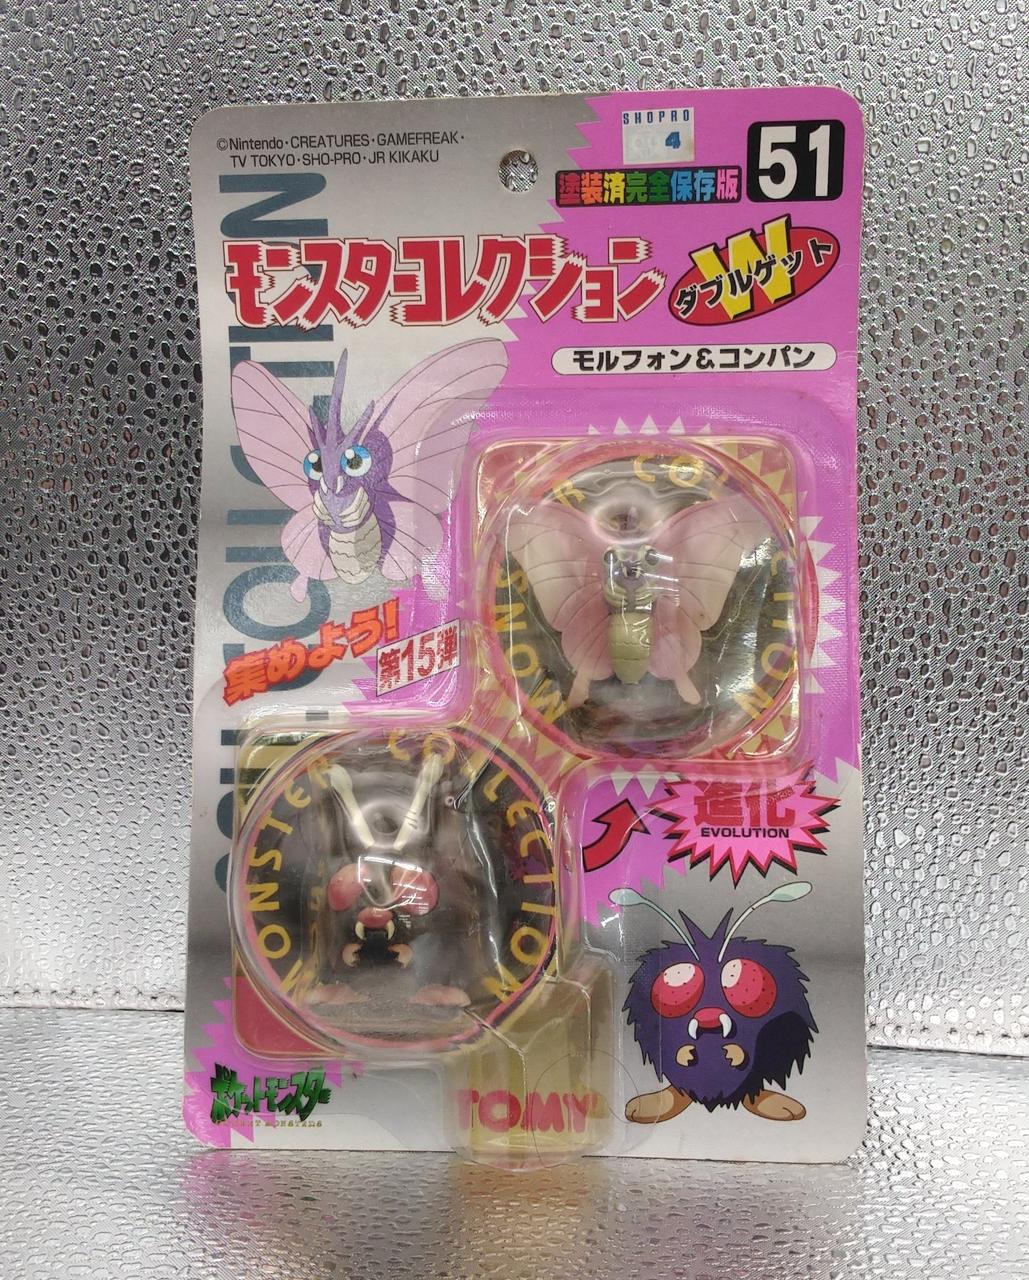 ©Nintendo・CREATURES・GAMEFREAK・
TV TOKYO・SHO-PRO・JR KIKAKU
SHOPRO
4
塗装済完全保存版
51
モンスターコレクション
W
ダブルゲット
モルフォン&コンパン
集めよう!
第15弾
MONSTER COLLECTION
進化
EVOLUTION
ポケットモンスター
POCKET MONSTERS
TOMY